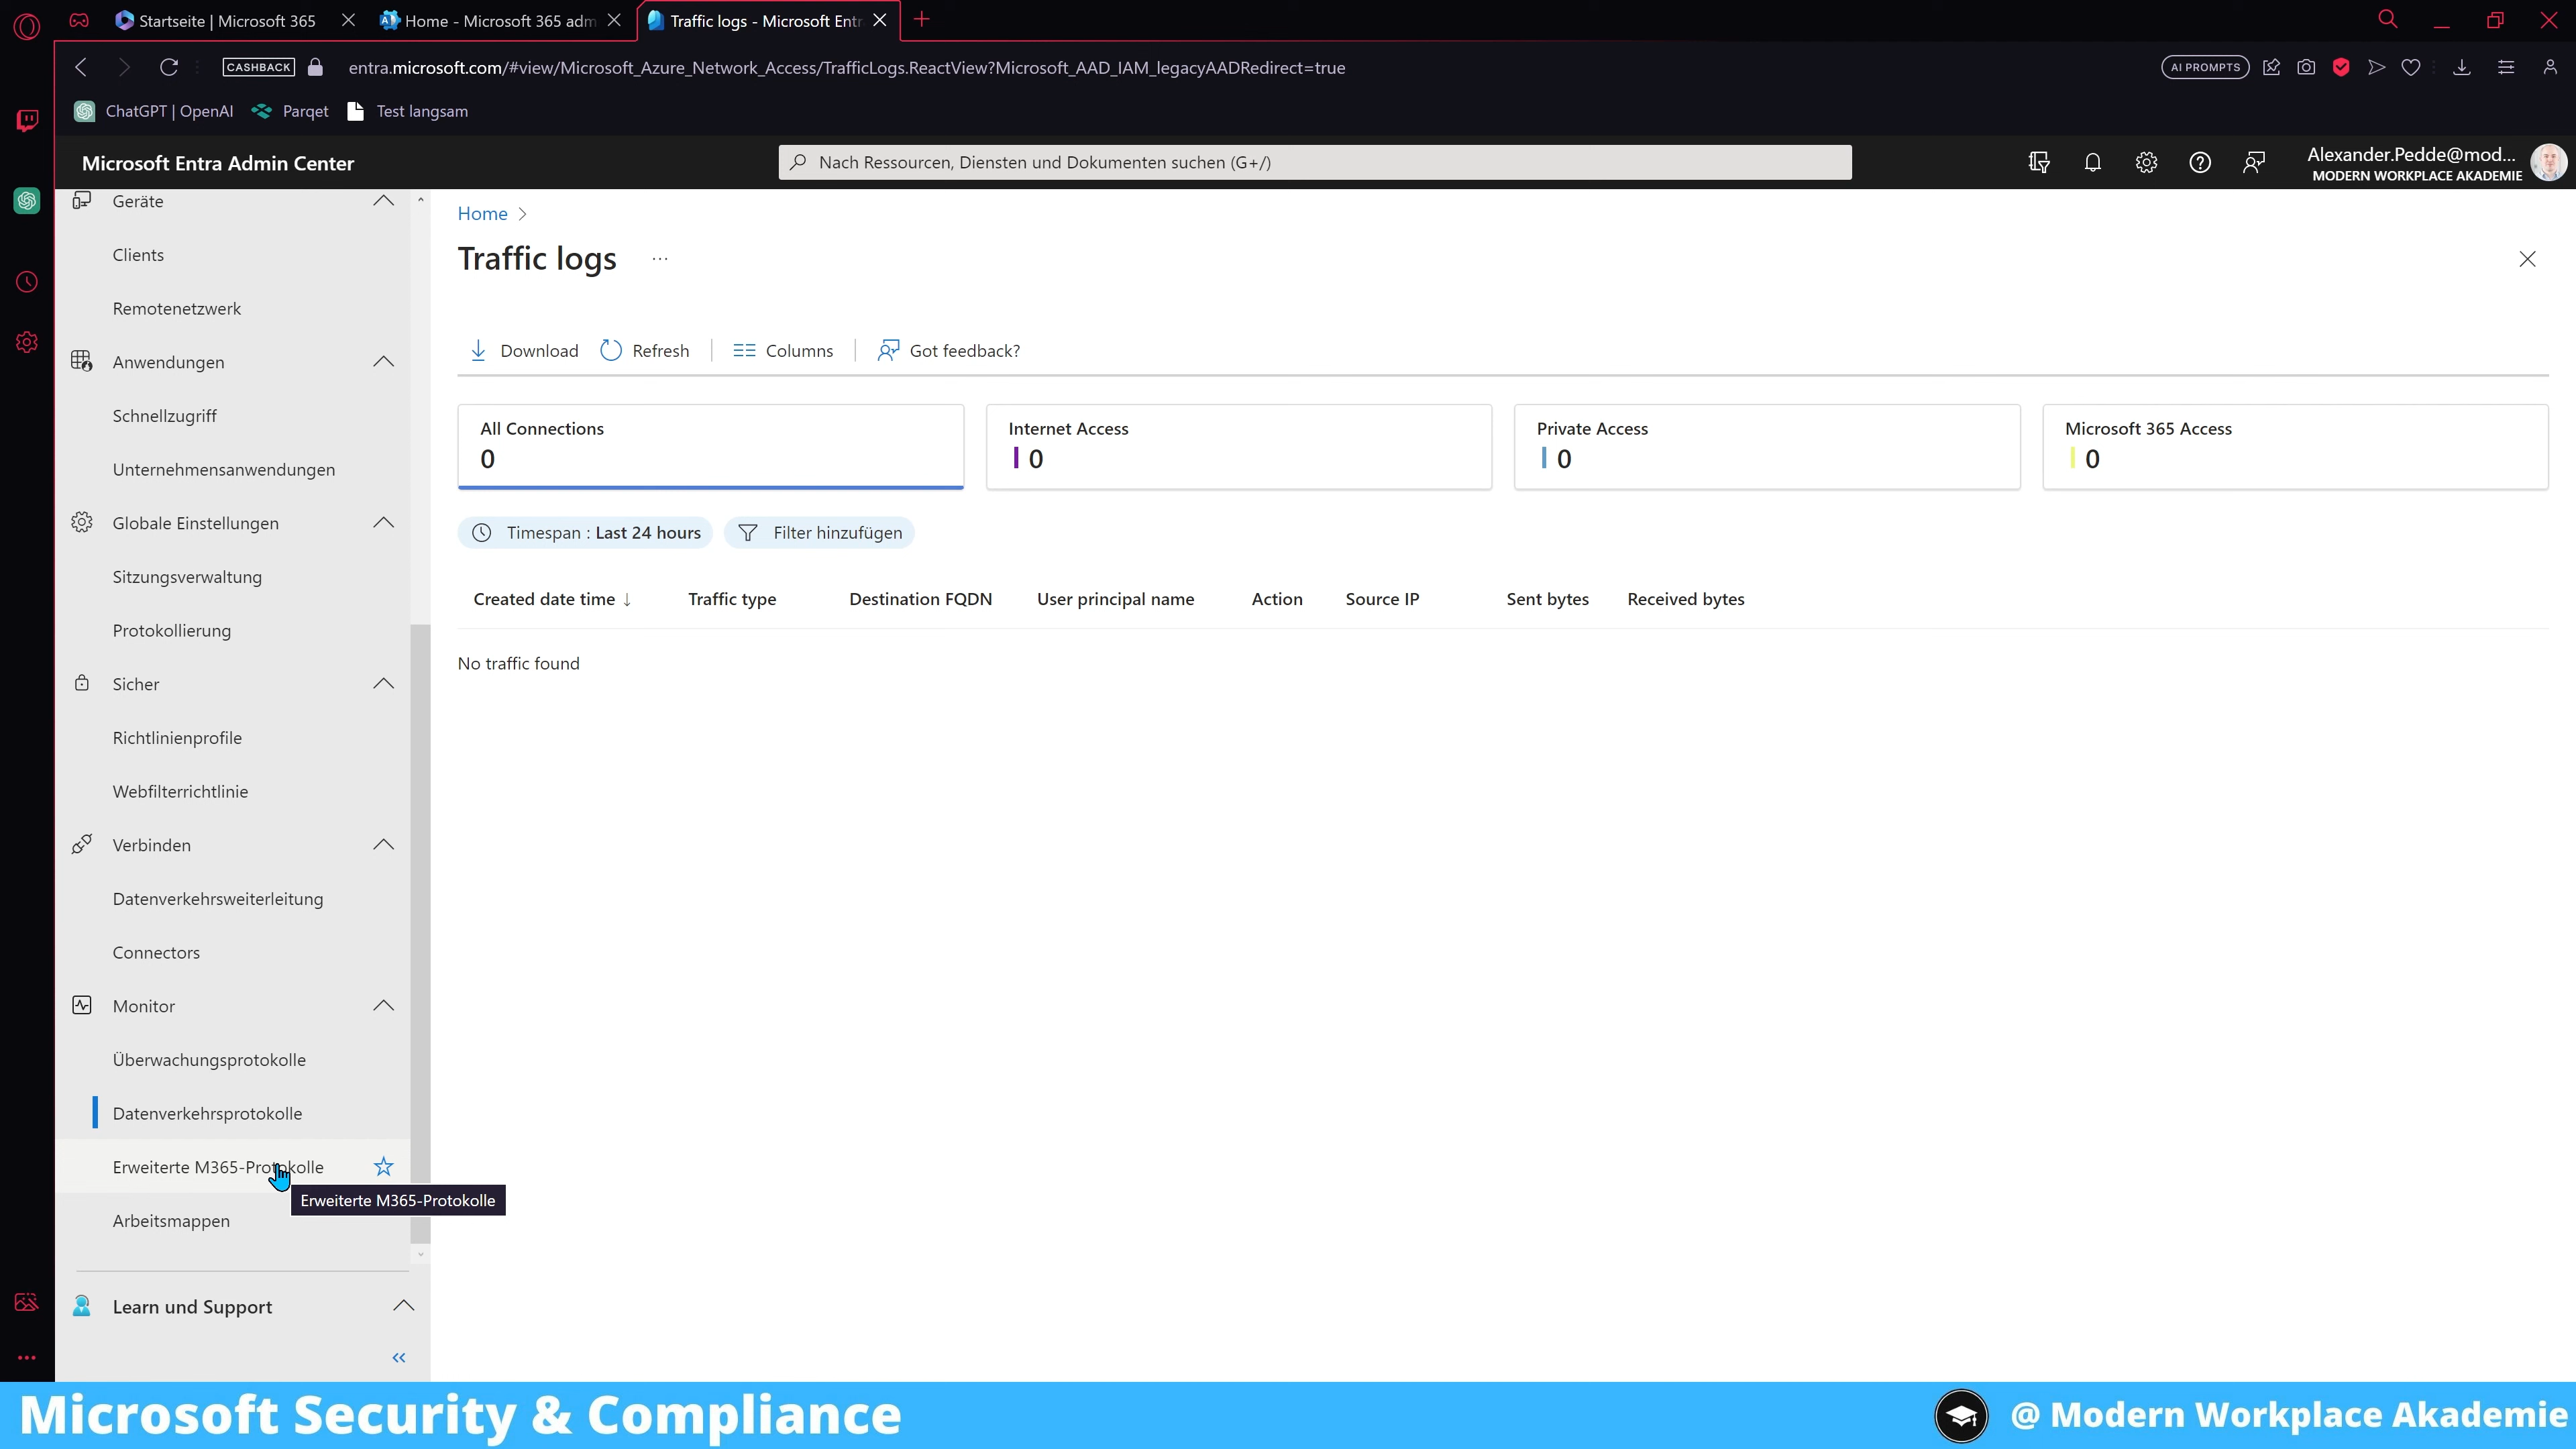 Startseite | Microsoft 365
Home - Microsoft 365 adm
Traffic logs - Microsoft Entr
CASHBACK
entra.microsoft.com/#view/Microsoft_Azure_Network_Access/TrafficLogs.ReactView?Microsoft_AAD_IAM_legacyAADRedirect=true
AI PROMPTS
ChatGPT | OpenAI
Parqet
Test langsam
Microsoft Entra Admin Center
Nach Ressourcen, Diensten und Dokumenten suchen (G+/)
Alexander.Pedde@mod...
MODERN WORKPLACE AKADEMIE
Geräte
Clients
Remotenetzwerk
Anwendungen
Schnellzugriff
Unternehmensanwendungen
Globale Einstellungen
Sitzungsverwaltung
Protokollierung
Sicher
Richtlinienprofile
Webfilterrichtlinie
Verbinden
Datenverkehrsweiterleitung
Connectors
Monitor
Überwachungsprotokolle
Datenverkehrsprotokolle
Erweiterte M365-Protokolle
Erweiterte M365-Protokolle
Arbeitsmappen
Learn und Support
Home >
Traffic logs ...
Download
Refresh
Columns
Got feedback?
All Connections
0
Internet Access
0
Private Access
0
Microsoft 365 Access
0
Timespan : Last 24 hours
Filter hinzufügen
Created date time ↓ Traffic type Destination FQDN User principal name Action Source IP Sent bytes Received bytes
No traffic found
Microsoft Security & Compliance
@ Modern Workplace Akademie